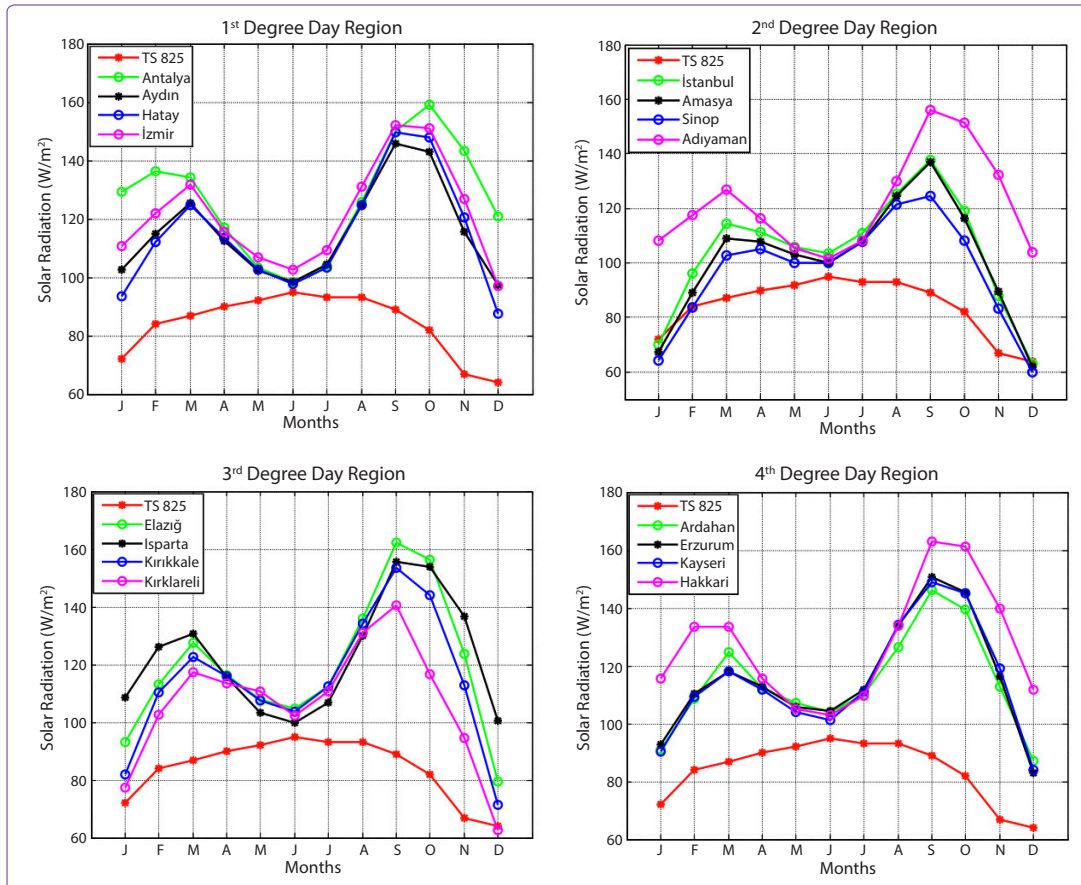 1st Degree Day Region
180
160
140
120
100
80
60
Solar Radiation (W/m²)
TS 825
Antalya
Aydın
Hatay
İzmir
J F M A M J J A S O N D
Months
2nd Degree Day Region
180
160
140
120
100
80
60
Solar Radiation (W/m²)
TS 825
İstanbul
Amasya
Sinop
Adıyaman
J F M A M J J A S O N D
Months
3rd Degree Day Region
180
160
140
120
100
80
60
Solar Radiation (W/m²)
TS 825
Elazığ
Isparta
Kırıkkale
Kırklareli
J F M A M J J A S O N D
Months
4th Degree Day Region
180
160
140
120
100
80
60
Solar Radiation (W/m²)
TS 825
Ardahan
Erzurum
Kayseri
Hakkari
J F M A M J J A S O N D
Months